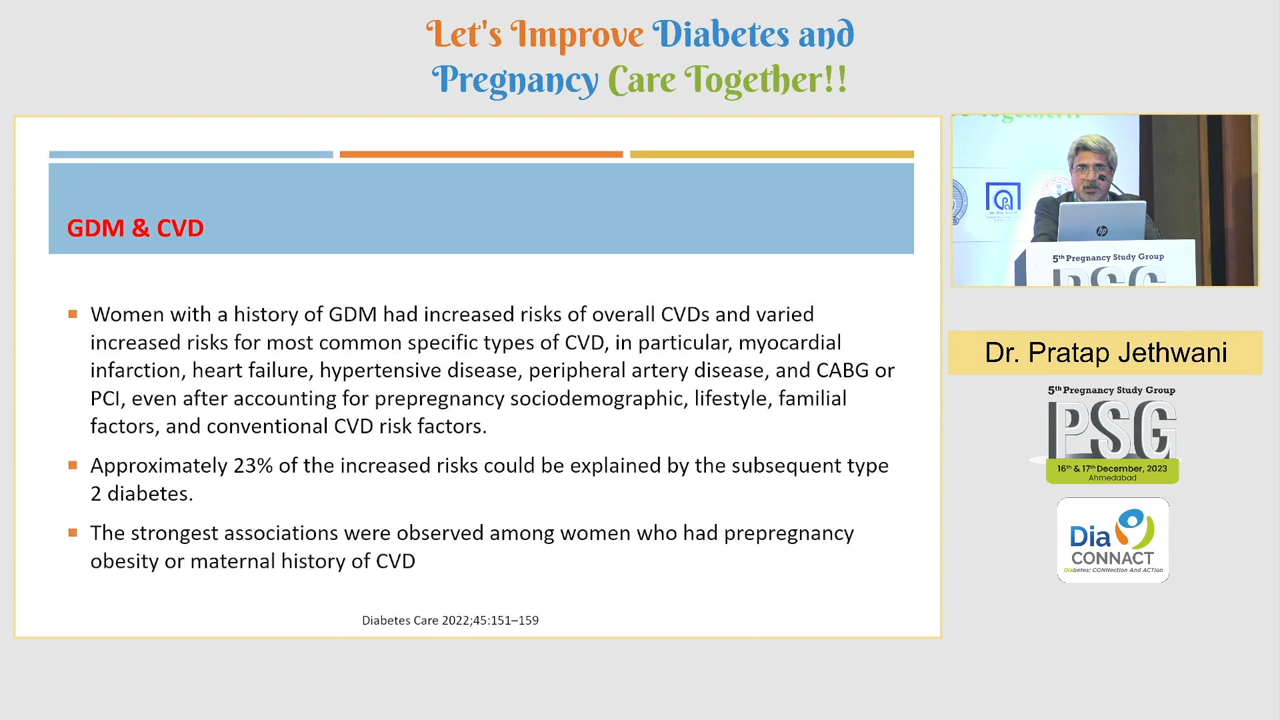 Let's Improve Diabetes and
Pregnancy Care Together!!
GDM & CVD
Women with a history of GDM had increased risks of overall CVDs and varied
increased risks for most common specific types of CVD, in particular, myocardial
infarction, heart failure, hypertensive disease, peripheral artery disease, and CABG or
PCI, even after accounting for prepregnancy sociodemographic, lifestyle, familial
factors, and conventional CVD risk factors.
Approximately 23% of the increased risks could be explained by the subsequent type
2 diabetes.
The strongest associations were observed among women who had prepregnancy
obesity or maternal history of CVD
Diabetes Care 2022;45:151–159
hp
5th Pregnancy Study Group
PSG
Dr. Pratap Jethwani
5th Pregnancy Study Group
PSG
16th & 17th December, 2023
Ahmedabad
Dia
CONNACT
Diabetes: CONNection And ACTion